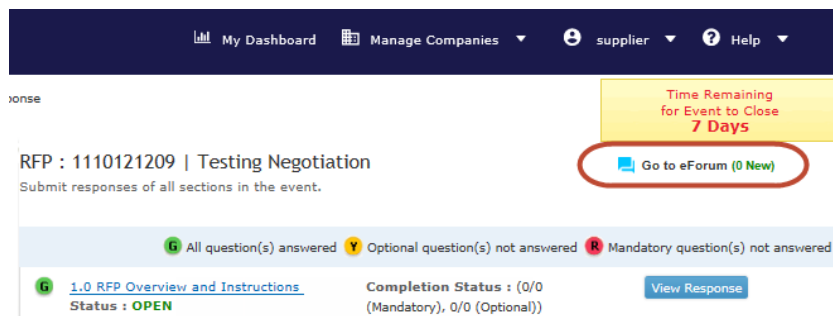 My Dashboard Manage Companies supplier Help
ponse
Time Remaining
for Event to Close
7 Days
RFP : 1110121209 | Testing Negotiation
Go to eForum (0 New)
Submit responses of all sections in the event.
G All question(s) answered Y Optional question(s) not answered R Mandatory question(s) not answered
G 1.0 RFP Overview and Instructions Completion Status : (0/0 View Response
Status : OPEN (Mandatory), 0/0 (Optional))